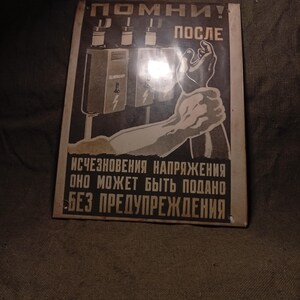 ПОМНИ!
ПОСЛЕ
ИСЧЕЗНОВЕНИЯ НАПРЯЖЕНИЯ
ОНО МОЖЕТ БЫТЬ ПОДАНО
БЕЗ ПРЕДУПРЕЖДЕНИЯ